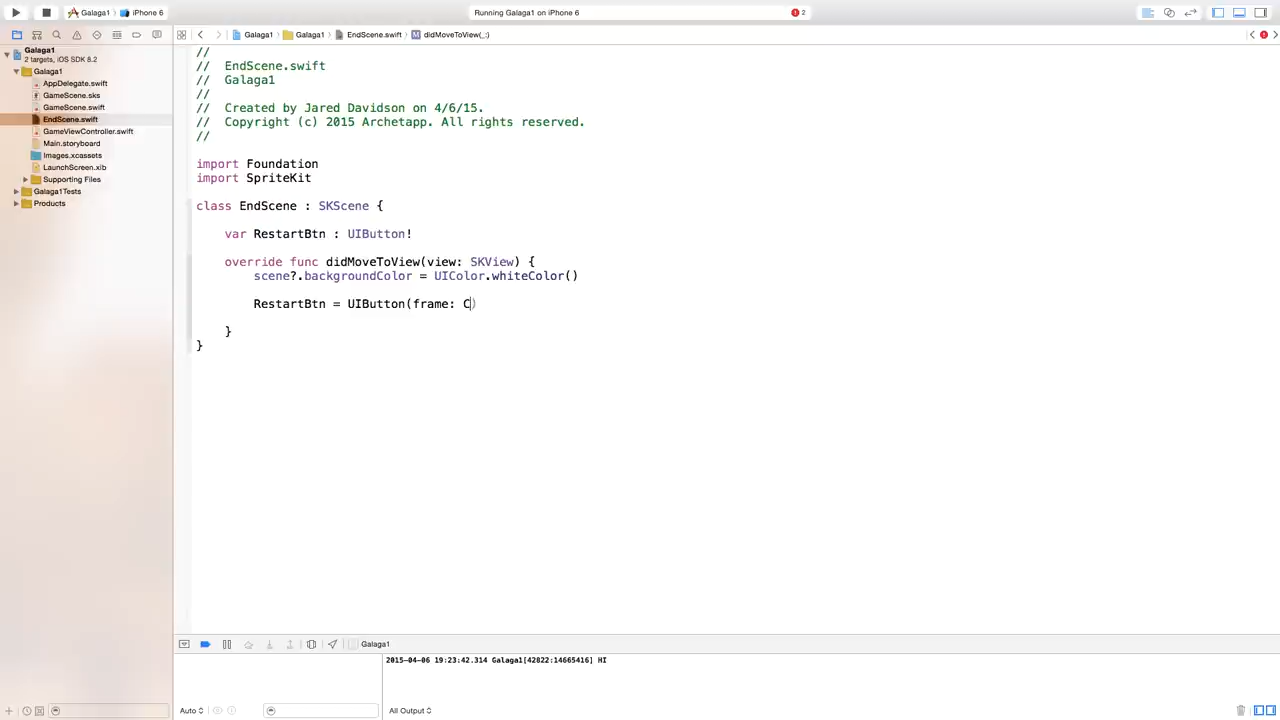 Galaga1 〉 iPhone 6
Running Galaga1 on iPhone 6
2
Galaga1
2 targets, iOS SDK 8.2
Galaga1
AppDelegate.swift
GameScene.sks
GameScene.swift
EndScene.swift
GameViewController.swift
Main.storyboard
Images.xcassets
LaunchScreen.xib
Supporting Files
Galaga1Tests
Products
Galaga1 〉 Galaga1 〉 EndScene.swift 〉 M didMoveToView(_:)
//
//  EndScene.swift
//  Galaga1
//
//  Created by Jared Davidson on 4/6/15.
//  Copyright (c) 2015 Archetapp. All rights reserved.
//
import Foundation
import SpriteKit
class EndScene : SKScene {
var RestartBtn : UIButton!
override func didMoveToView(view: SKView) {
scene?.backgroundColor = UIColor.whiteColor()
RestartBtn = UIButton(frame: C)
}
}
Galaga1
2015-04-06 19:23:42.314 Galaga1[42822:14665416] HI
Auto
All Output